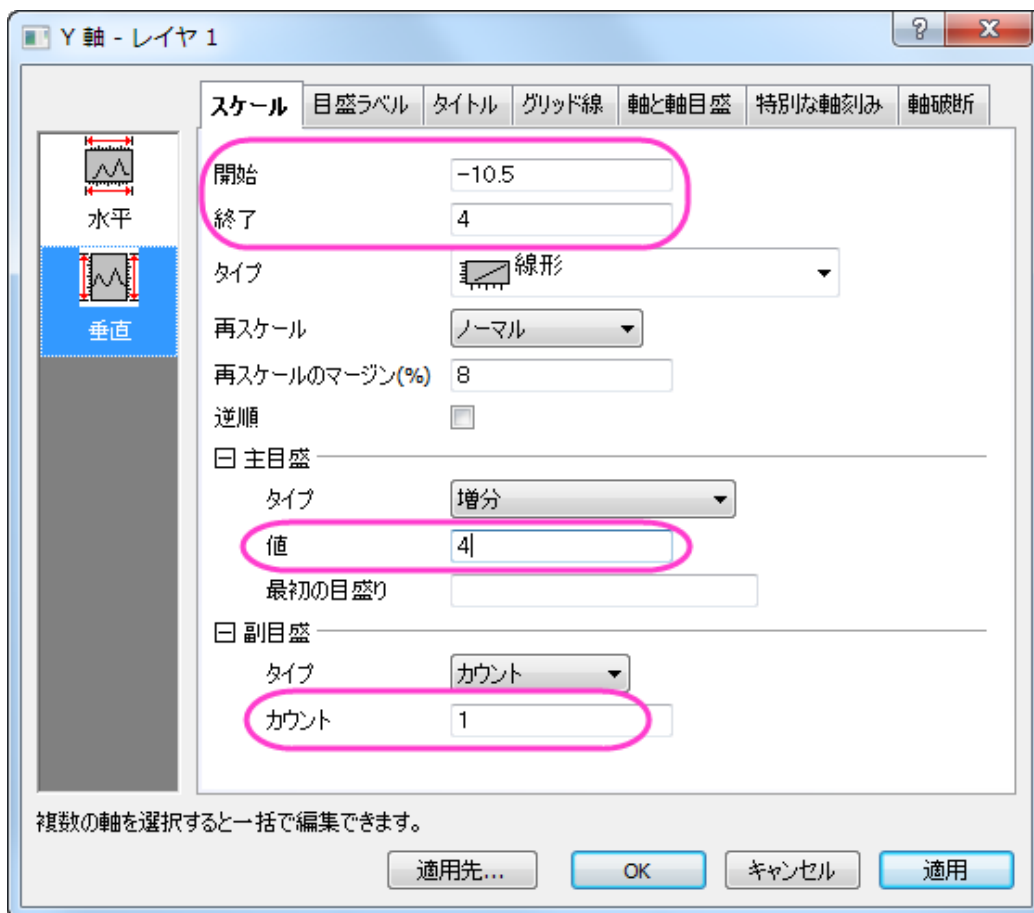 Y 軸 - レイヤ 1
?
スケール 目盛ラベル タイトル グリッド線 軸と軸目盛 特別な軸刻み 軸破断
水平
垂直
開始 -10.5
終了 4
タイプ 線形
再スケール ノーマル
再スケールのマージン(%) 8
逆順
主目盛
タイプ 増分
値 4
最初の目盛り
副目盛
タイプ カウント
カウント 1
複数の軸を選択すると一括で編集できます。
適用先... OK キャンセル 適用